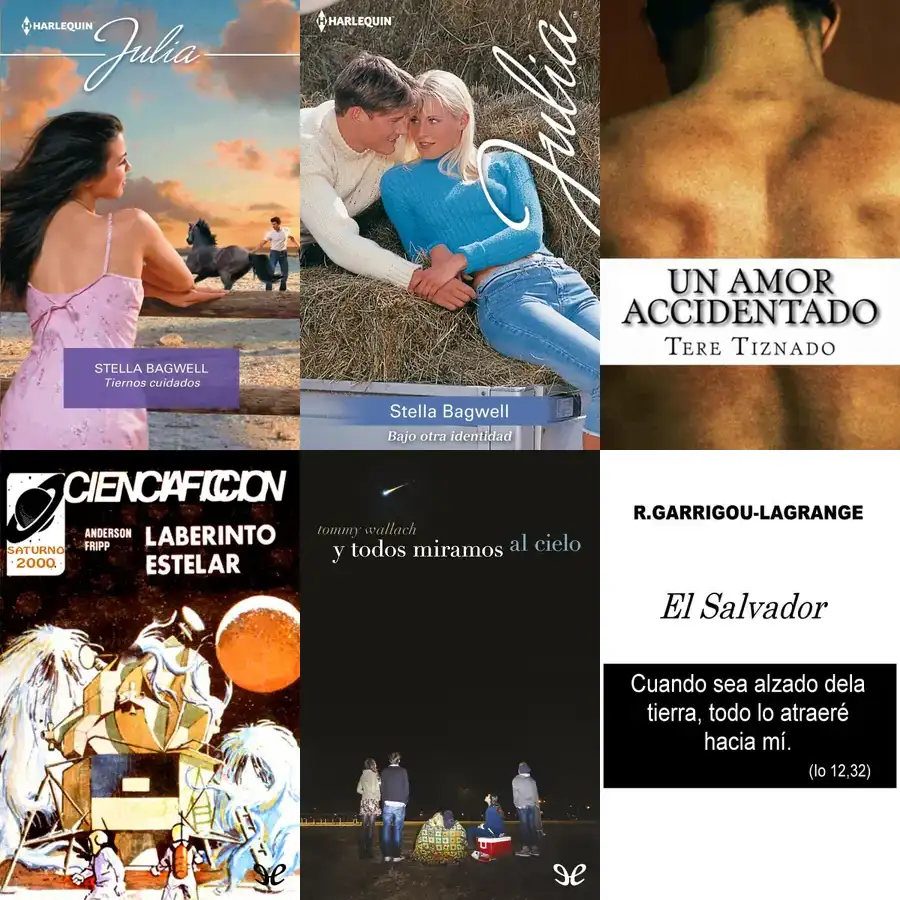 HARLEQUIN
Julia
STELLA BAGWELL
Tiernos cuidados
HARLEQUIN
Julia
Stella Bagwell
Bajo otra identidad
UN AMOR
ACCIDENTADO
TERE TIZNADO
CIENCIAFICCION
SATURNO
2000
ANDERSON
FRIPP
LABERINTO
ESTELAR
tommy wallach
y todos miramos al cielo
R.GARRIGOU-LAGRANGE
El Salvador
Cuando sea alzado dela
tierra, todo lo atraeré
hacia mí.
(Io 12,32)